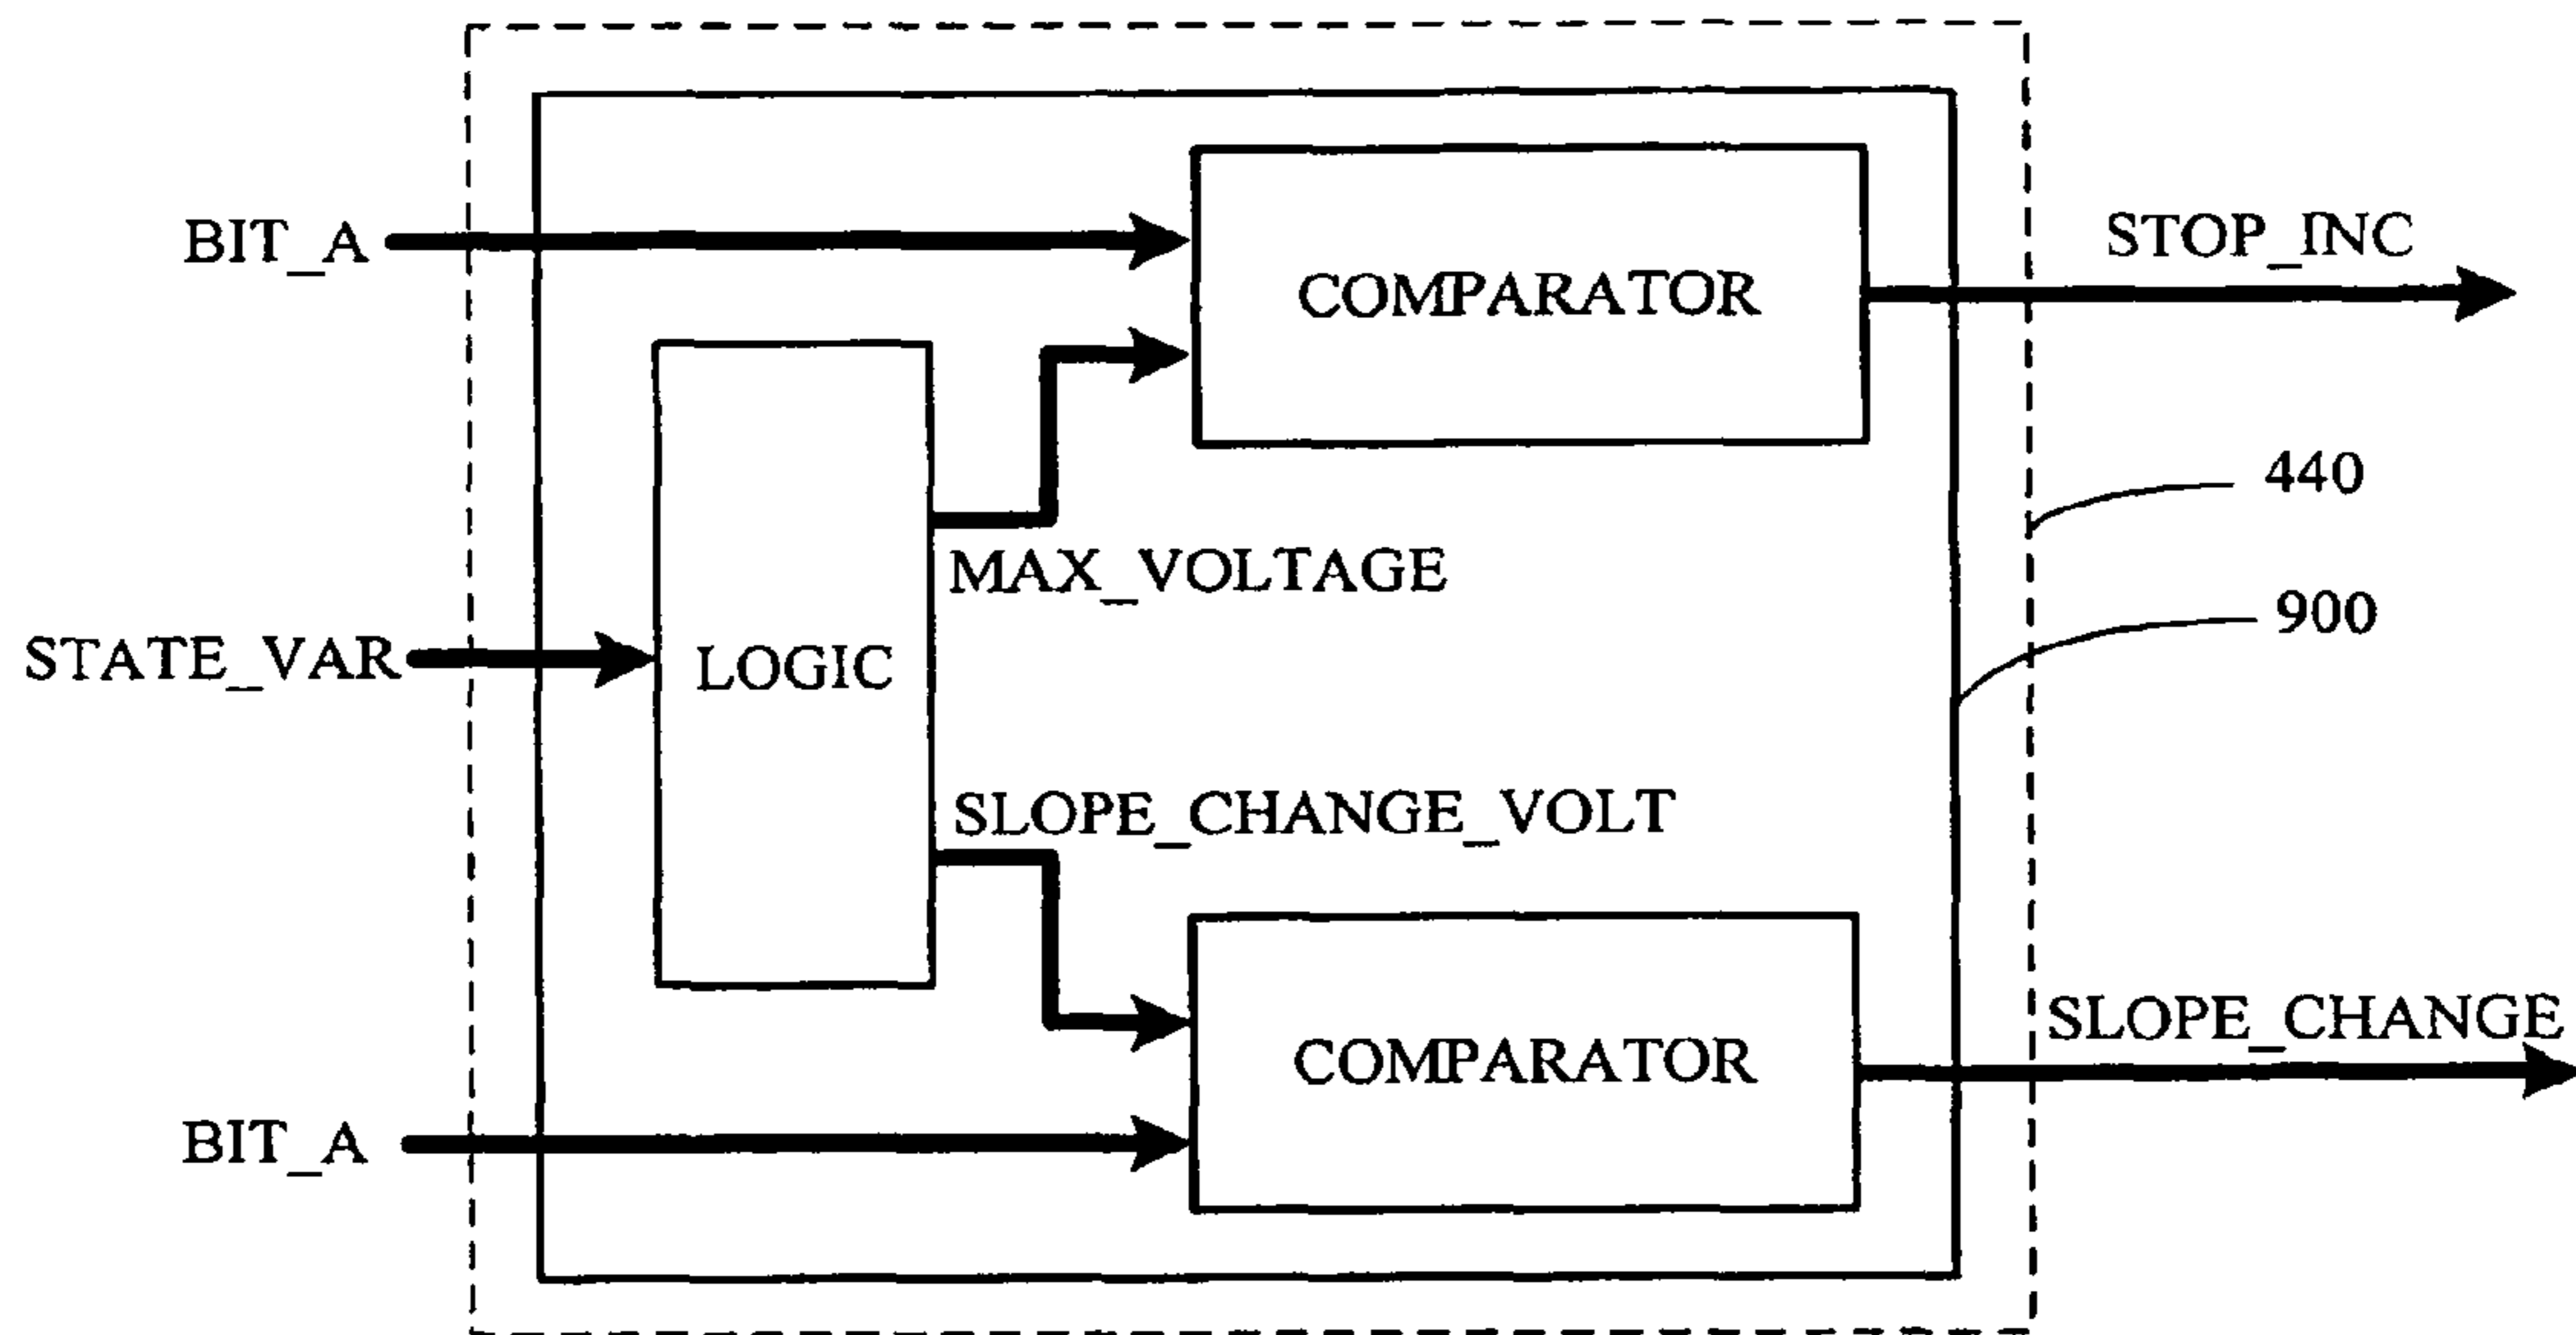 BIT_A
COMPARATOR
STOP_INC
440
MAX_VOLTAGE
900
STATE_VAR
LOGIC
SLOPE_CHANGE_VOLT
SLOPE_CHANGE
COMPARATOR
BIT_A